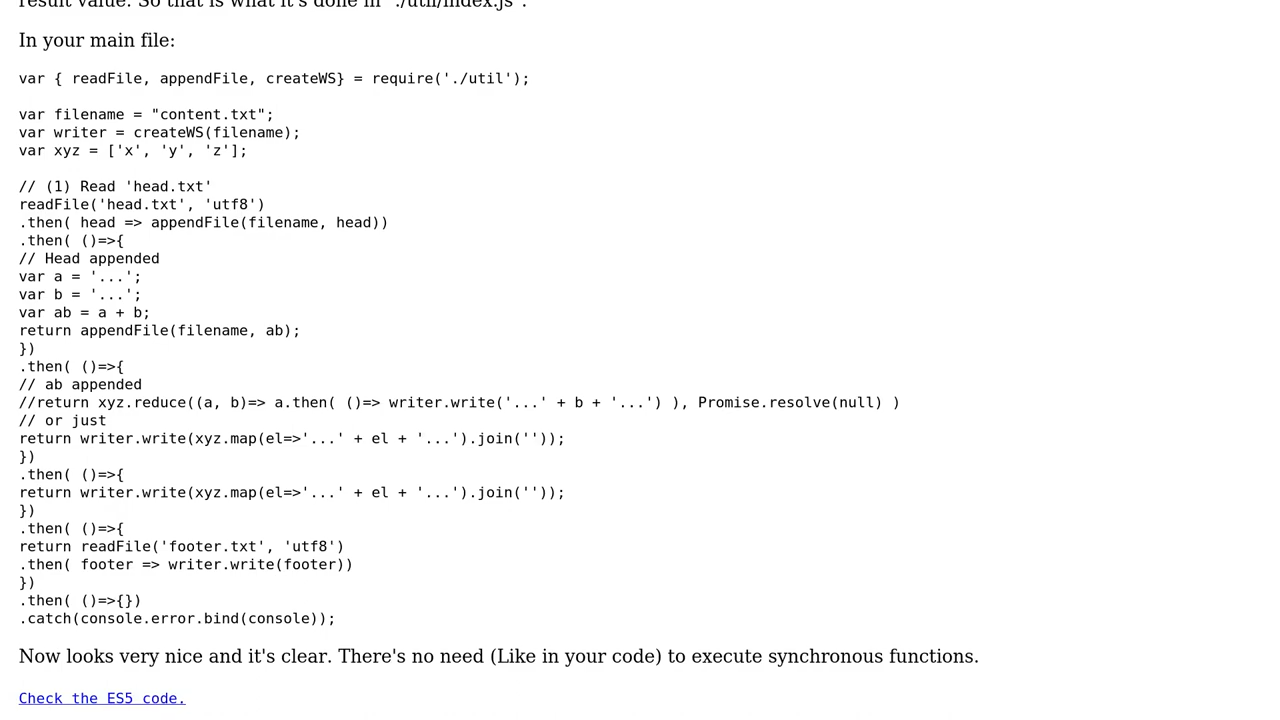 result value. So that is what it's done in "./util/index.js".
In your main file:
var { readFile, appendFile, createWS} = require('./util');
var filename = "content.txt";
var writer = createWS(filename);
var xyz = ['x', 'y', 'z'];
// (1) Read 'head.txt'
readFile('head.txt', 'utf8')
.then( head => appendFile(filename, head))
.then( ()=>{
// Head appended
var a = '...';
var b = '...';
var ab = a + b;
return appendFile(filename, ab);
})
.then( ()=>{
// ab appended
//return xyz.reduce((a, b)=> a.then( ()=> writer.write('...' + b + '...') ), Promise.resolve(null) )
// or just
return writer.write(xyz.map(el=>'...' + el + '...').join(''));
})
.then( ()=>{
return writer.write(xyz.map(el=>'...' + el + '...').join(''));
})
.then( ()=>{
return readFile('footer.txt', 'utf8')
.then( footer => writer.write(footer))
})
.then( ()=>{})
.catch(console.error.bind(console));
Now looks very nice and it's clear. There's no need (Like in your code) to execute synchronous functions.
Check the ES5 code.